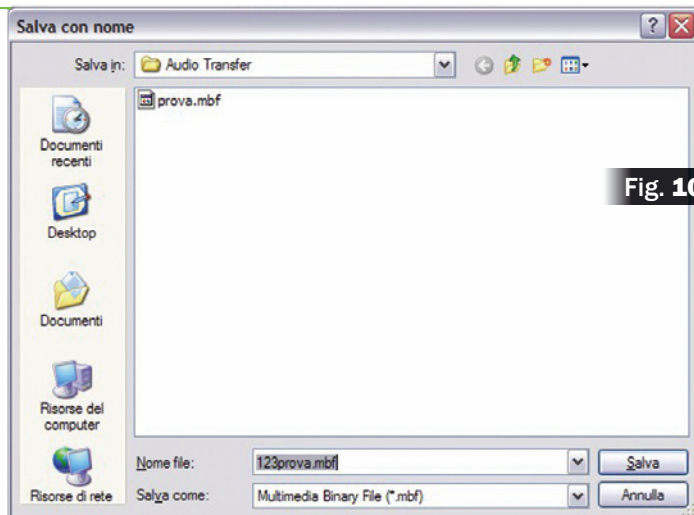 Salva con nome
Salva in: Audio Transfer
prova.mbf
Documenti
recenti
Desktop
Documenti
Risorse del
computer
Risorse di rete
Nome file: 123prova.mbf Salva
Salva come: Multimedia Binary File (*.mbf) Annulla
Fig. 10